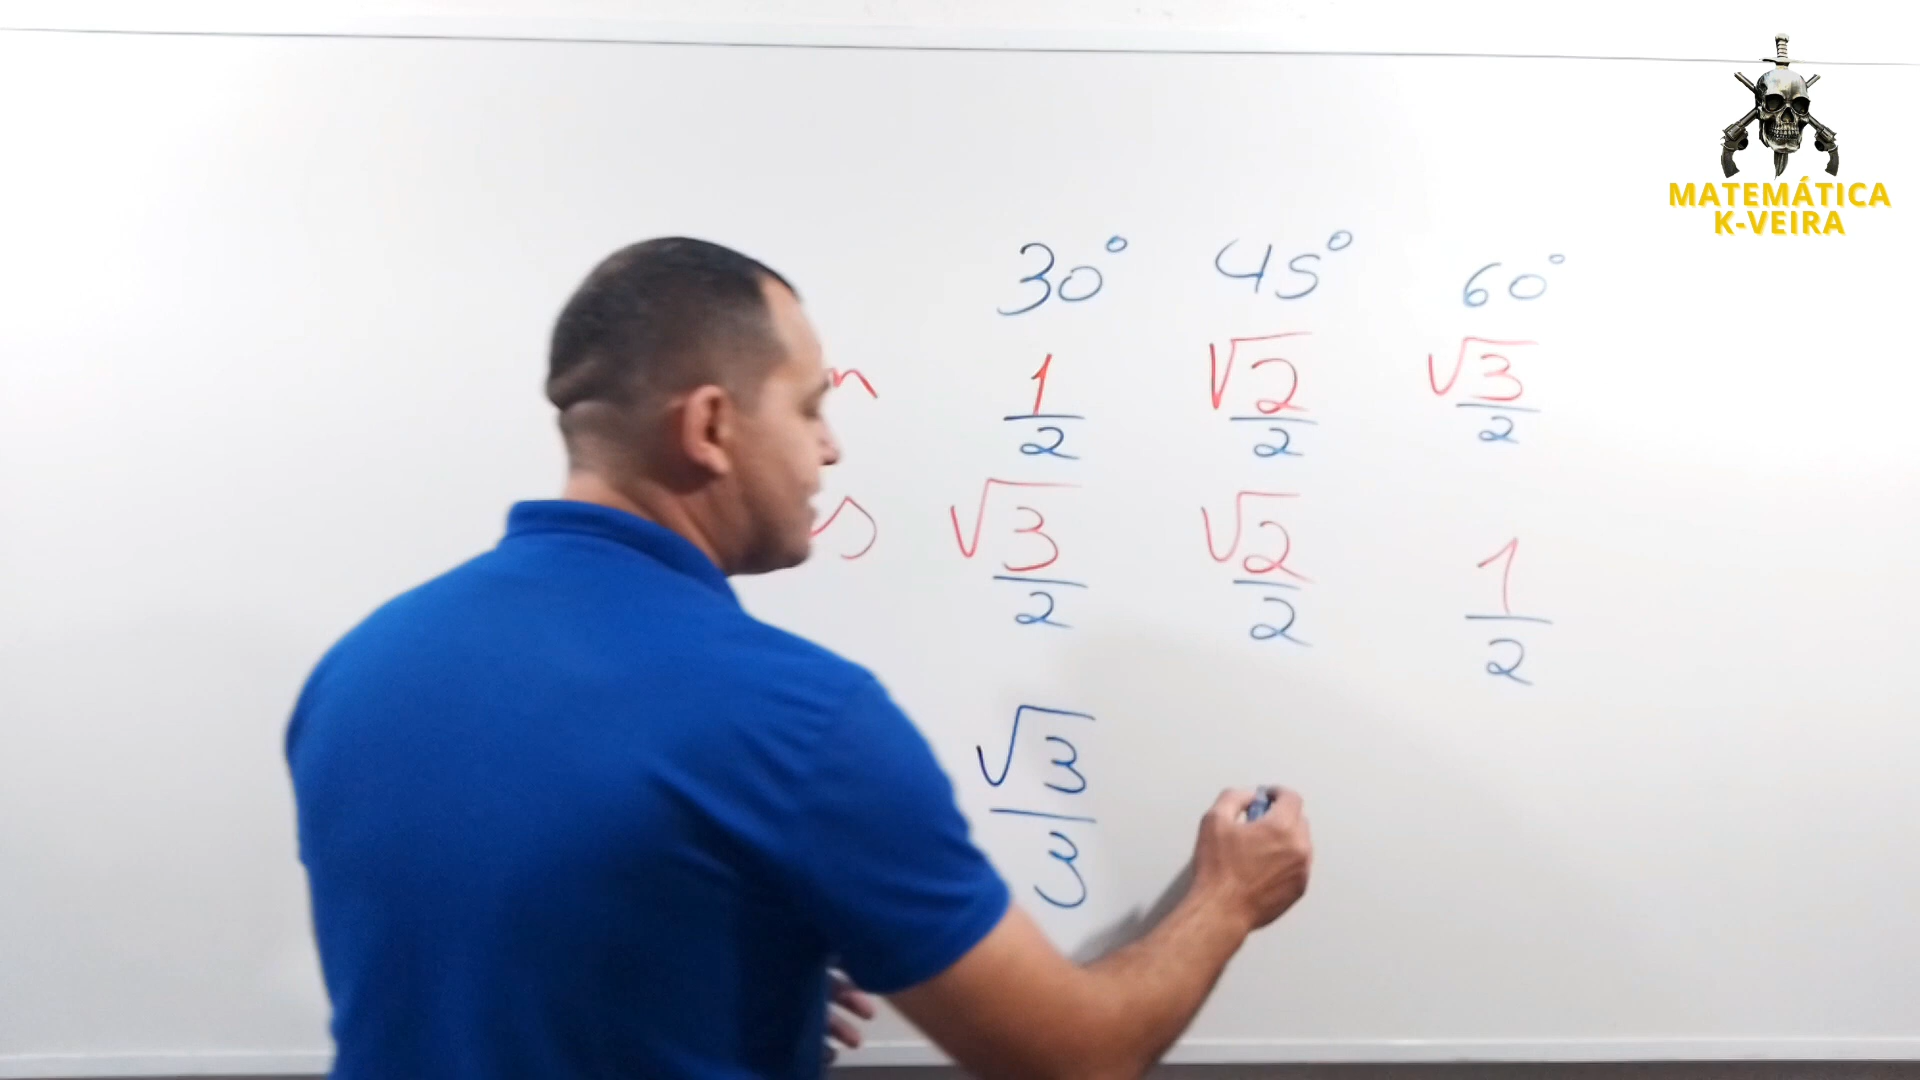 MATEMÁTICA
K-VEIRA
30° 45° 60°
n 1/2 √2/2 √3/2
s √3/2 √2/2 1/2
√3/3